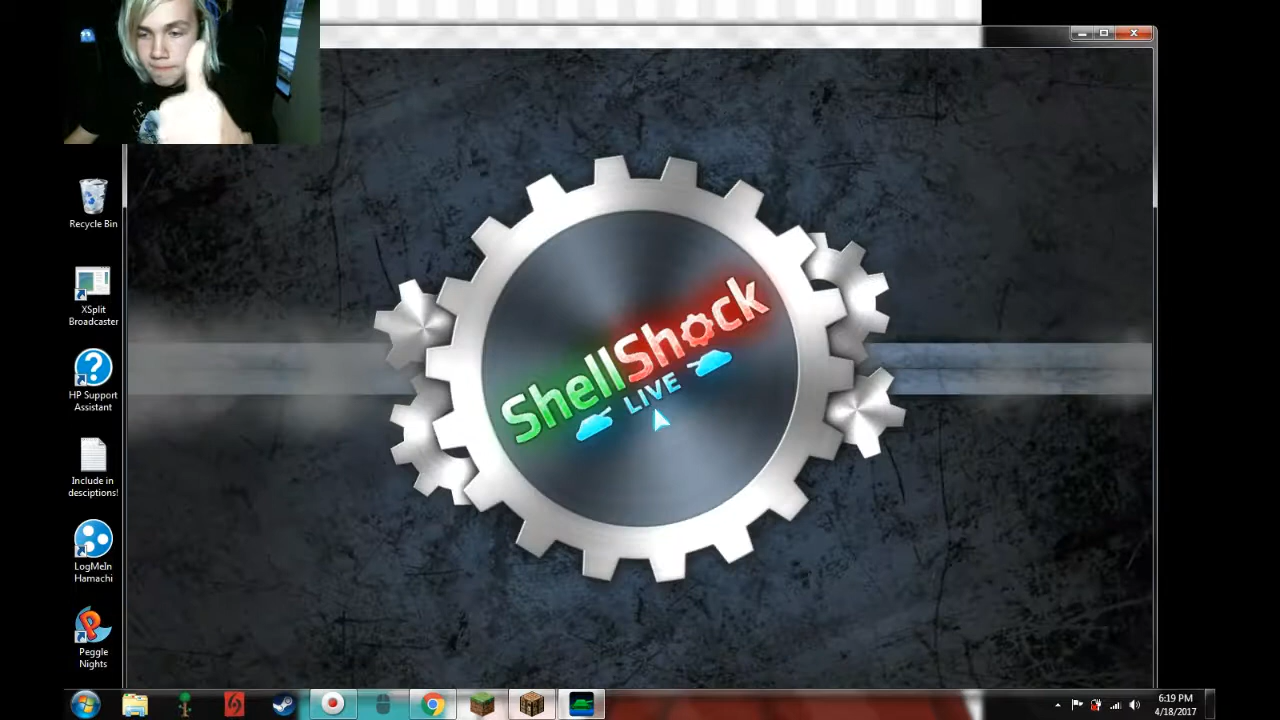 Recycle Bin
XSplit
Broadcaster
HP Support
Assistant
Include in
desciptions!
LogMeIn
Hamachi
Peggle
Nights
ShellShock
LIVE
6:19 PM
4/18/2017